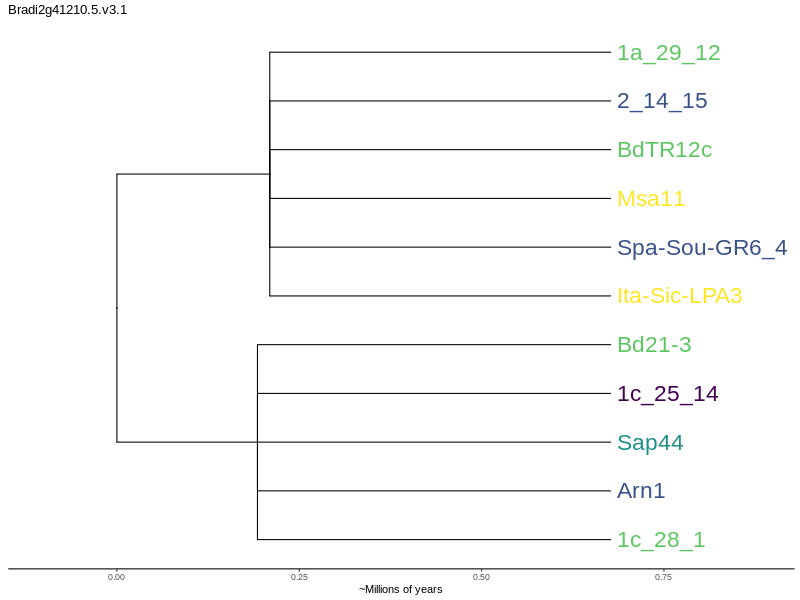 Bradi2g41210.5.v3.1
1a_29_12
2_14_15
BdTR12c
Msa11
Spa-Sou-GR6_4
Ita-Sic-LPA3
Bd21-3
1c_25_14
Sap44
Arn1
1c_28_1
0.00 0.25 0.50 0.75
~Millions of years